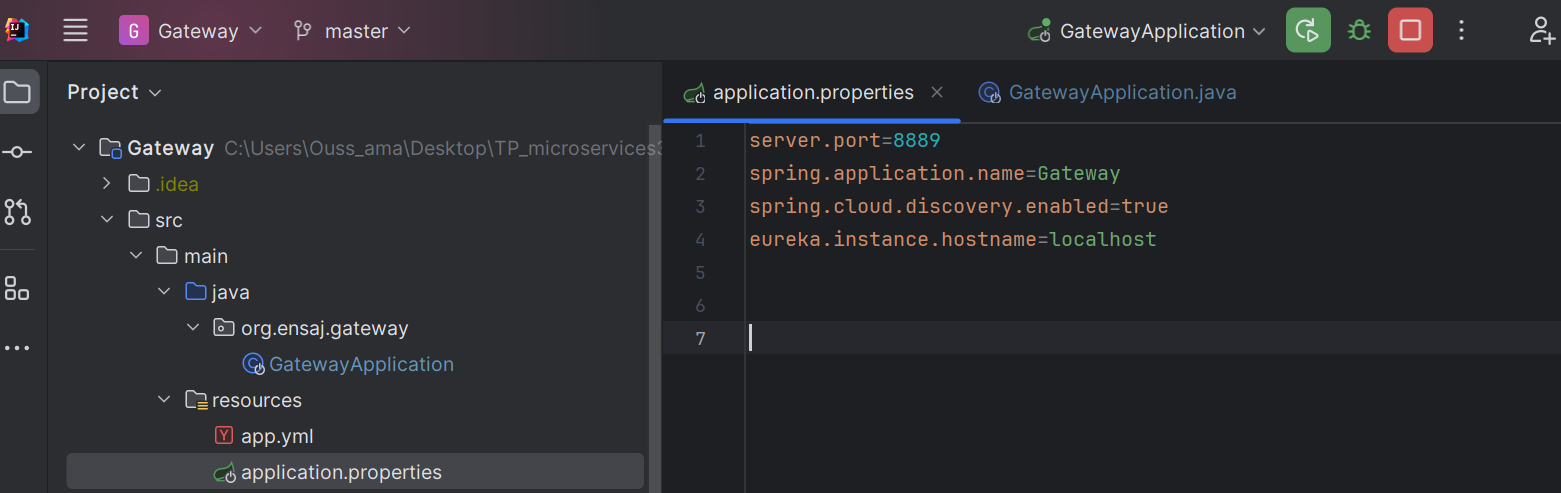 G Gateway master GatewayApplication
Project
application.properties GatewayApplication.java
Gateway C:\Users\Ouss_ama\Desktop\TP_microservices3
.idea
src
main
java
org.ensaj.gateway
GatewayApplication
resources
app.yml
application.properties
1 server.port=8889
2 spring.application.name=Gateway
3 spring.cloud.discovery.enabled=true
4 eureka.instance.hostname=localhost
5
6
7